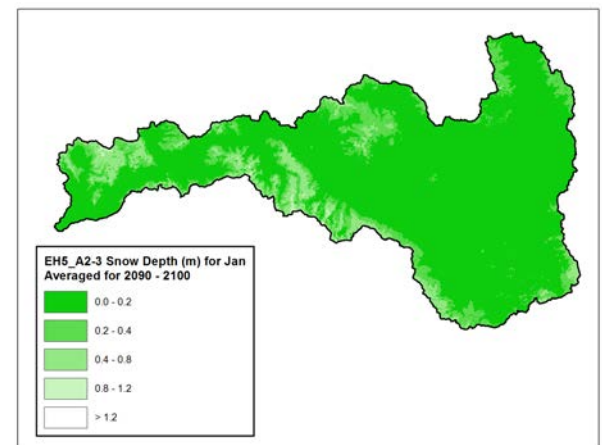 EH5_A2-3 Snow Depth (m) for Jan
Averaged for 2090 - 2100
0.0 - 0.2
0.2 - 0.4
0.4 - 0.8
0.8 - 1.2
> 1.2